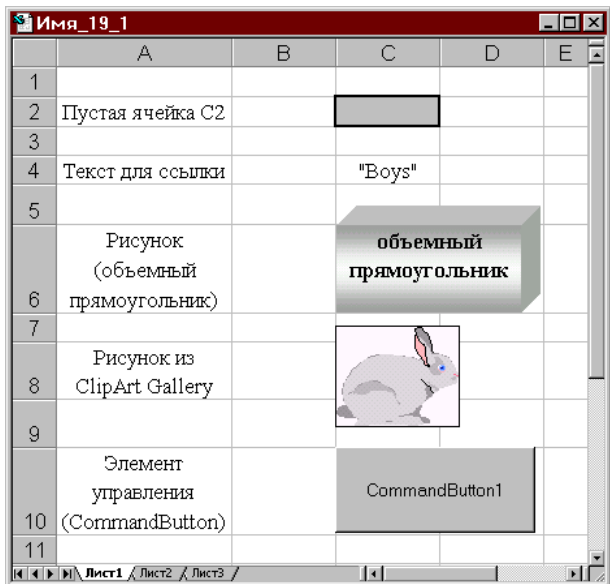 Имя_19_1
A B C D E
1
2 Пустая ячейка C2
3
4 Текст для ссылки "Boys"
5
Рисунок объемный
(объемный прямоугольник
6 прямоугольник)
7
Рисунок из
8 ClipArt Gallery
9
Элемент
управления CommandButton1
10 (CommandButton)
11
Лист1 Лист2 Лист3